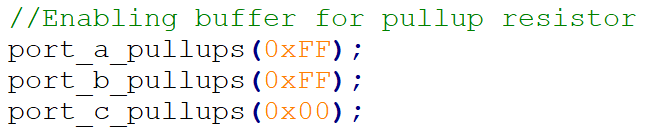 //Enabling buffer for pullup resistor
port_a_pullups(0xFF);
port_b_pullups(0xFF);
port_c_pullups(0x00);